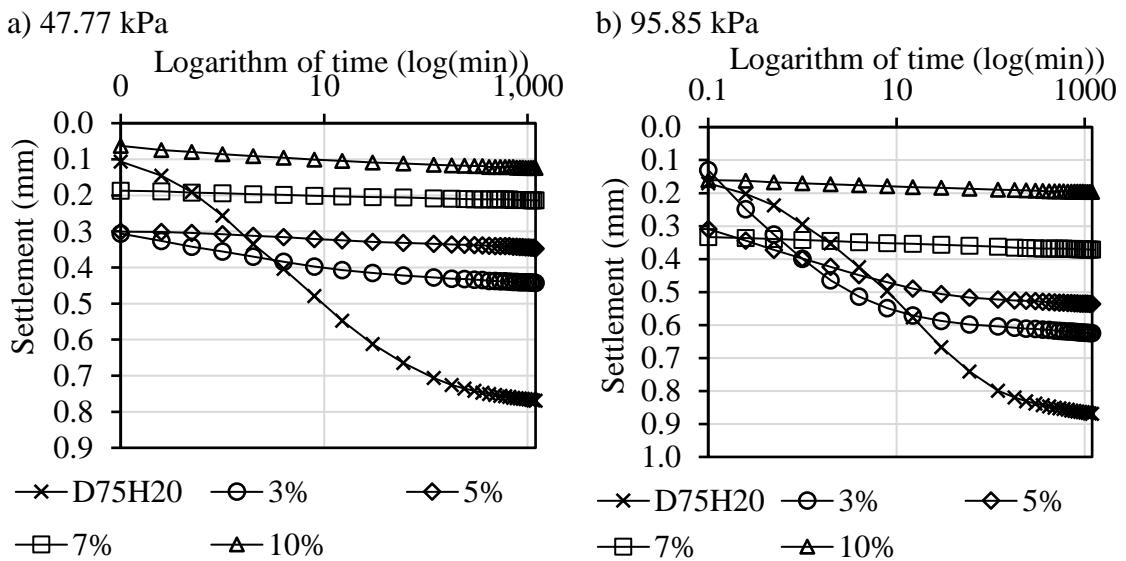 a) 47.77 kPa
Logarithm of time (log(min))
0 10 1,000
0.0
0.1
0.2
0.3
0.4
0.5
0.6
0.7
0.8
0.9
Settlement (mm)
D75H20 3% 5%
7% 10%
b) 95.85 kPa
Logarithm of time (log(min))
0.1 10 1000
0.0
0.1
0.2
0.3
0.4
0.5
0.6
0.7
0.8
0.9
1.0
Settlement (mm)
D75H20 3% 5%
7% 10%